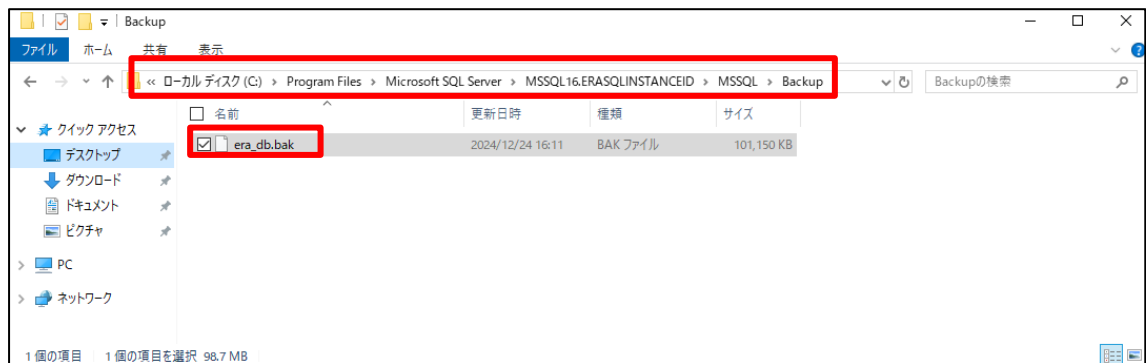 Backup
ファイル ホーム 共有 表示
« ローカル ディスク (C:) › Program Files › Microsoft SQL Server › MSSQL16.ERASQLINSTANCEID › MSSQL › Backup
Backupの検索
名前 更新日時 種類 サイズ
era_db.bak 2024/12/24 16:11 BAK ファイル 101,150 KB
クイック アクセス
デスクトップ
ダウンロード
ドキュメント
ピクチャ
PC
ネットワーク
1 個の項目 1 個の項目を選択 98.7 MB